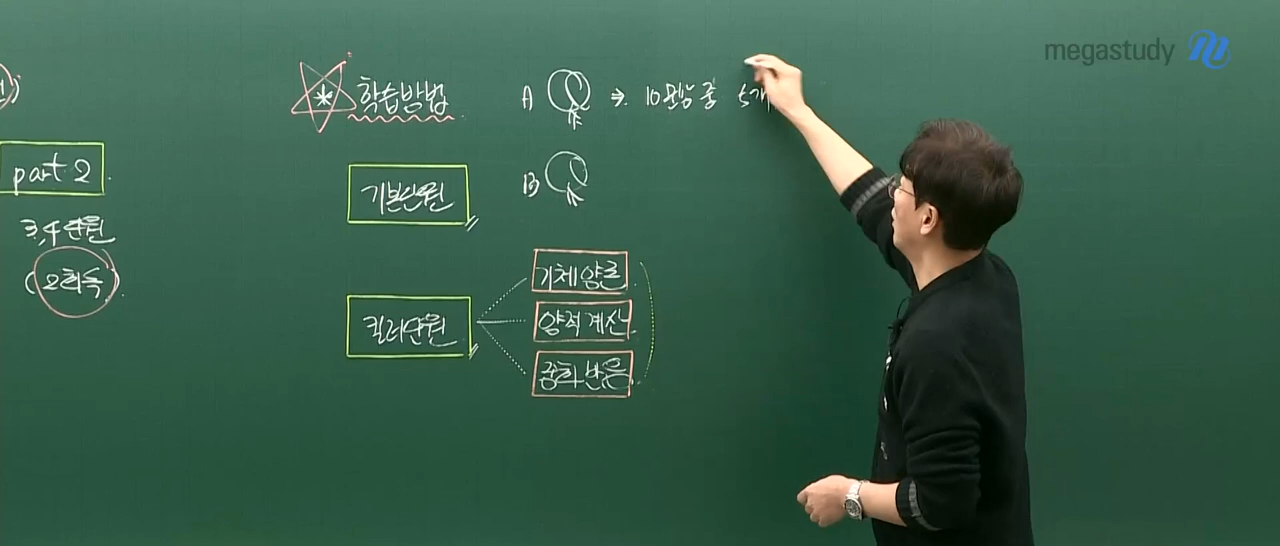 megastudy
part 2
3, 4 단원
(2회독)
학습방법
기본단원
킬러단원
기체 양론
양적 계산
중화 반응
A ⇒ 10문항 중 5개
B